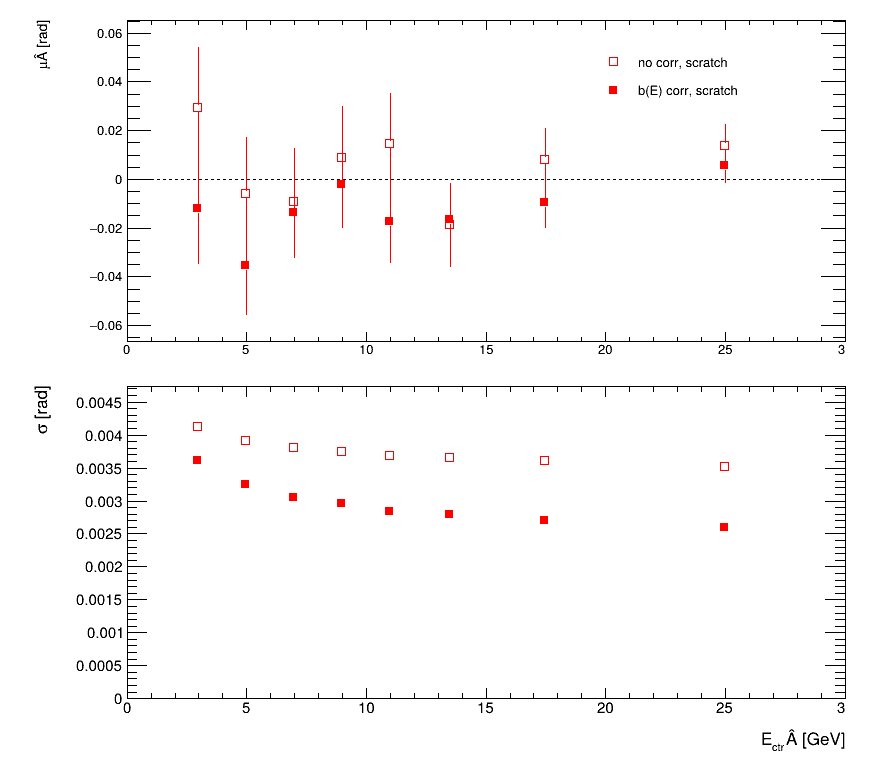 μÂ [rad]
0.06
0.04
0.02
0
−0.02
−0.04
−0.06
no corr, scratch
b(E) corr, scratch
0 5 10 15 20 25 3
σ [rad]
0.0045
0.004
0.0035
0.003
0.0025
0.002
0.0015
0.001
0.0005
0
0 5 10 15 20 25 3
E_ctr Â [GeV]